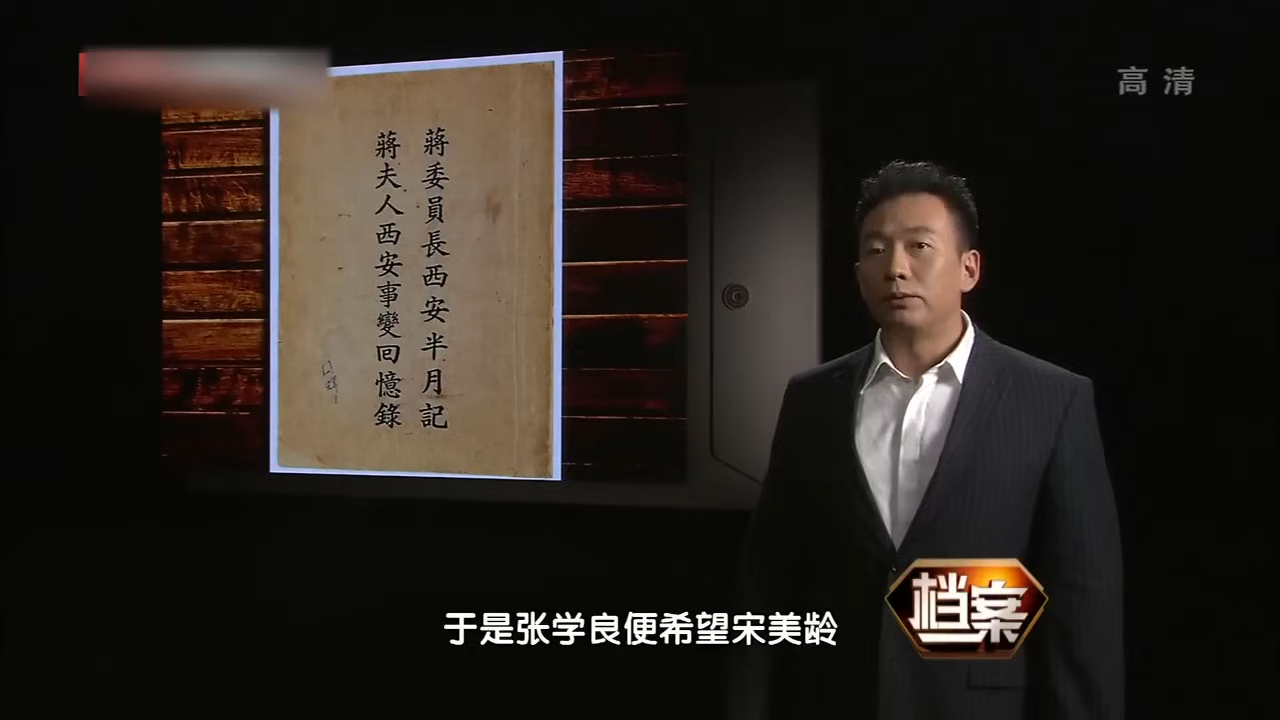 高清
蔣委員長西安半月記
蔣夫人西安事變回憶錄
档案
于是张学良便希望宋美龄